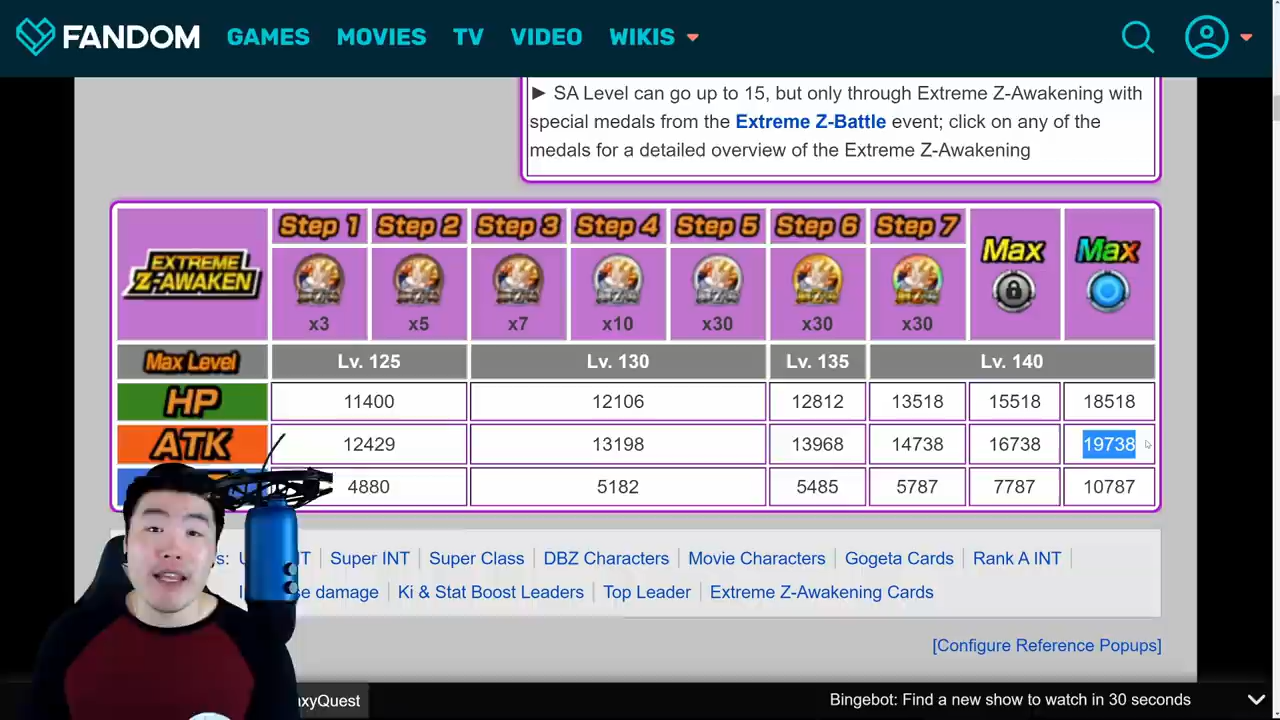 FANDOM GAMES MOVIES TV VIDEO WIKIS
► SA Level can go up to 15, but only through Extreme Z-Awakening with
special medals from the Extreme Z-Battle event; click on any of the
medals for a detailed overview of the Extreme Z-Awakening
EXTREME Z-AWAKEN
Step 1 Step 2 Step 3 Step 4 Step 5 Step 6 Step 7 Max Max
x3 x5 x7 x10 x30 x30 x30
Max Level Lv. 125 Lv. 130 Lv. 135 Lv. 140
HP 11400 12106 12812 13518 15518 18518
ATK 12429 13198 13968 14738 16738 19738
4880 5182 5485 5787 7787 10787
Super INT Super Class DBZ Characters Movie Characters Gogeta Cards Rank A INT
damage Ki & Stat Boost Leaders Top Leader Extreme Z-Awakening Cards
[Configure Reference Popups]
Bingebot: Find a new show to watch in 30 seconds